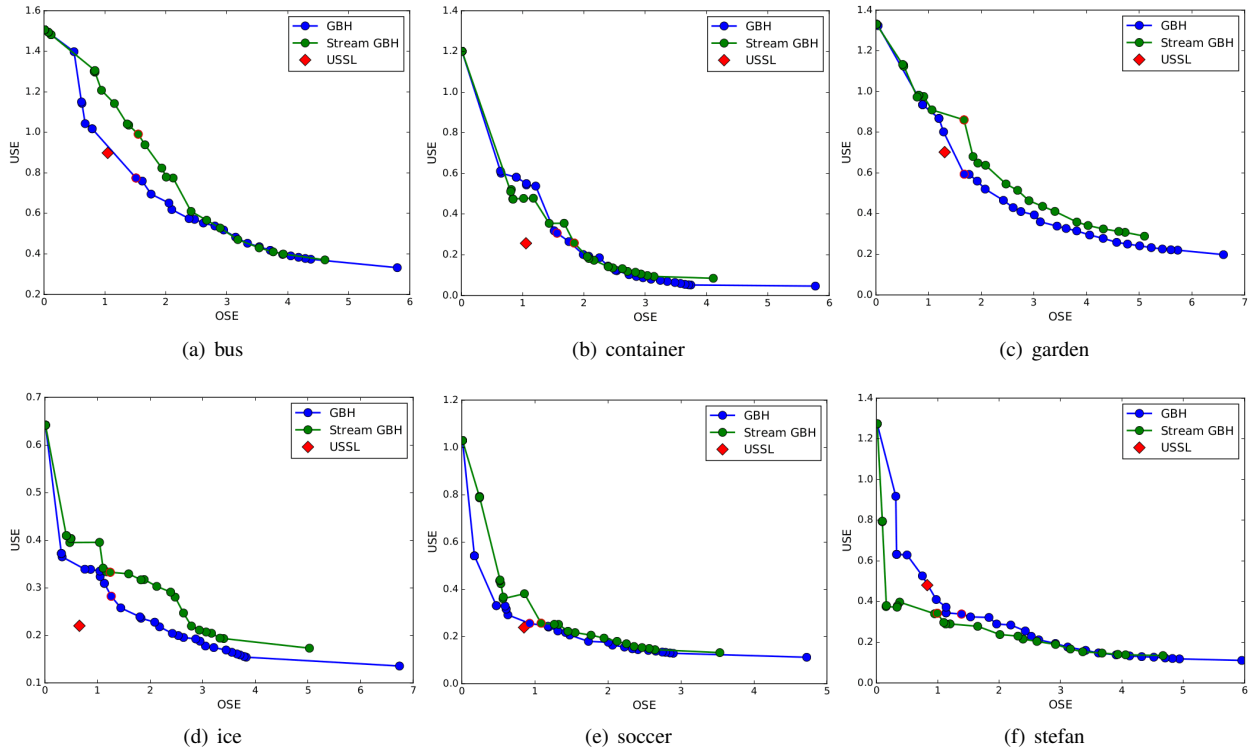 1.6
1.4
1.2
1.0
0.8
0.6
0.4
0.2
USE
0 1 2 3 4 5 6
OSE
GBH
Stream GBH
USSL
(a) bus
1.4
1.2
1.0
0.8
0.6
0.4
0.2
0.0
USE
0 1 2 3 4 5 6
OSE
GBH
Stream GBH
USSL
(b) container
1.4
1.2
1.0
0.8
0.6
0.4
0.2
0.0
USE
0 1 2 3 4 5 6 7
OSE
GBH
Stream GBH
USSL
(c) garden
0.7
0.6
0.5
0.4
0.3
0.2
0.1
USE
0 1 2 3 4 5 6 7
OSE
GBH
Stream GBH
USSL
(d) ice
1.2
1.0
0.8
0.6
0.4
0.2
0.0
USE
0 1 2 3 4 5
OSE
GBH
Stream GBH
USSL
(e) soccer
1.4
1.2
1.0
0.8
0.6
0.4
0.2
0.0
USE
0 1 2 3 4 5 6
OSE
GBH
Stream GBH
USSL
(f) stefan